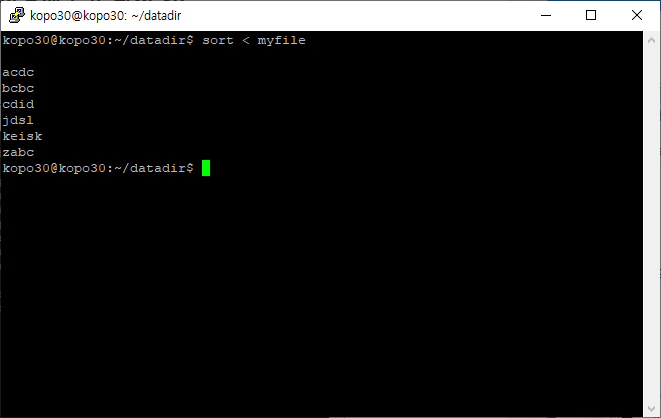 kopo30@kopo30: ~/datadir
kopo30@kopo30:~/datadir$ sort < myfile

acdc
bcbc
cdid
jdsl
keisk
zabc
kopo30@kopo30:~/datadir$